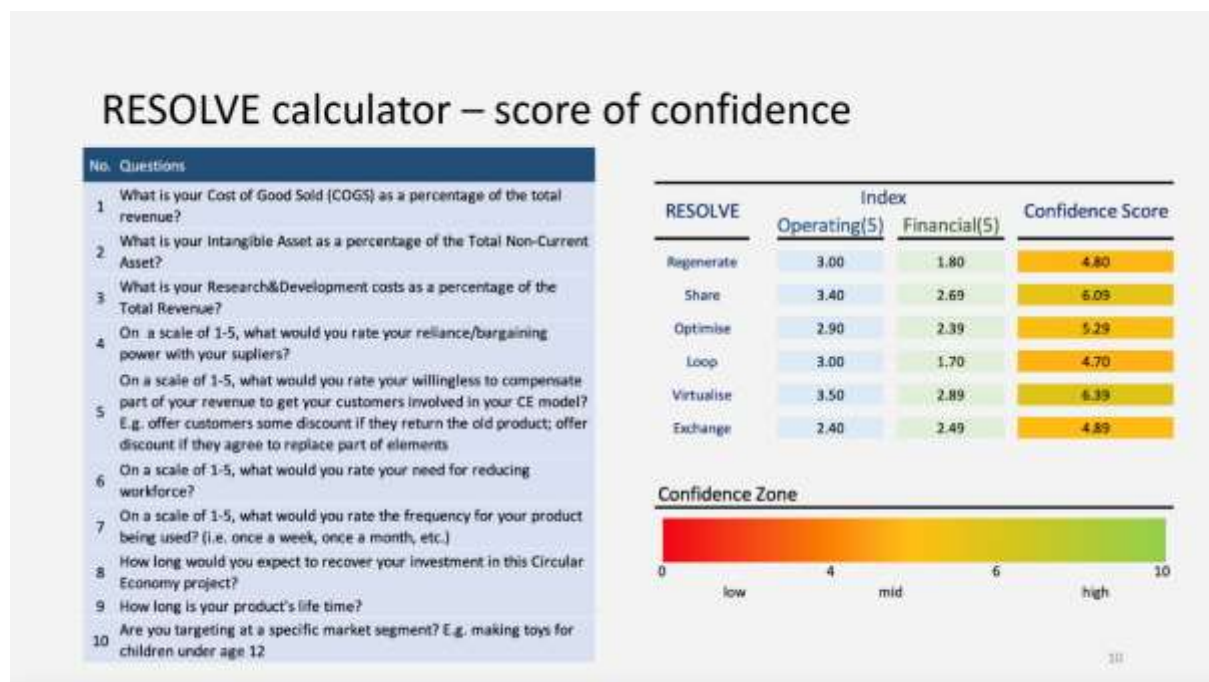 RESOLVE calculator – score of confidence
No. Questions
1 What is your Cost of Good Sold (COGS) as a percentage of the total
revenue?
2 What is your Intangible Asset as a percentage of the Total Non-Current
Asset?
3 What is your Research&Development costs as a percentage of the
Total Revenue?
4 On a scale of 1-5, what would you rate your reliance/bargaining
power with your supliers?
5 On a scale of 1-5, what would you rate your willingless to compensate
part of your revenue to get your customers involved in your CE model?
E.g. offer customers some discount if they return the old product; offer
discount if they agree to replace part of elements
6 On a scale of 1-5, what would you rate your need for reducing
workforce?
7 On a scale of 1-5, what would you rate the frequency for your product
being used? (i.e. once a week, once a month, etc.)
8 How long would you expect to recover your investment in this Circular
Economy project?
9 How long is your product's life time?
10 Are you targeting at a specific market segment? E.g. making toys for
children under age 12
RESOLVE Index Confidence Score
Operating(5) Financial(5)
Regenerate 3.00 1.80 4.80
Share 3.40 2.69 6.09
Optimise 2.90 2.39 5.29
Loop 3.00 1.70 4.70
Virtualise 3.50 2.89 6.39
Exchange 2.40 2.49 4.89
Confidence Zone
0 4 6 10
low mid high
10